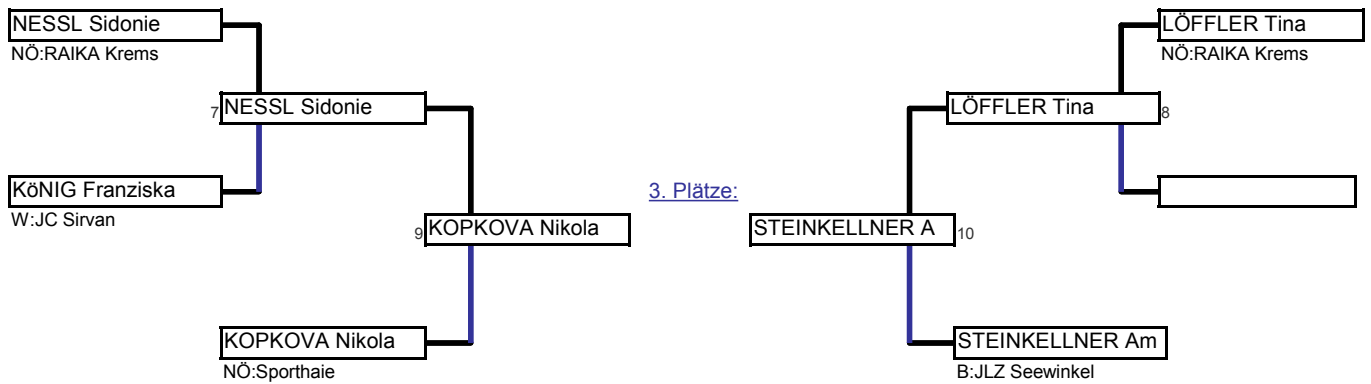 NESSL Sidonie
NÖ:RAIKA Krems
7 NESSL Sidonie
KöNIG Franziska
W:JC Sirvan
9 KOPKOVA Nikola
KOPKOVA Nikola
NÖ:Sporthaie
3. Plätze:
LÖFFLER Tina
NÖ:RAIKA Krems
LÖFFLER Tina 8
STEINKELLNER A 10
STEINKELLNER Am
B:JLZ Seewinkel